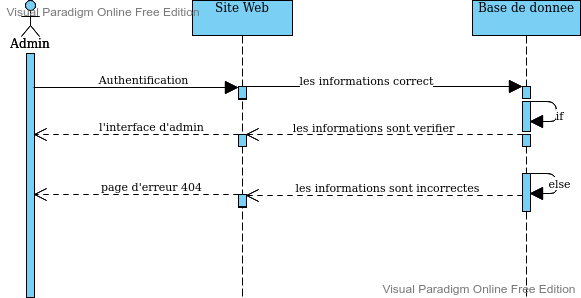 Visual Paradigm Online Free Edition
Site Web
Base de donnee
Admin
Authentification
les informations correct
if
l'interface d'admin
les informations sont verifier
else
page d'erreur 404
les informations sont incorrectes
Visual Paradigm Online Free Edition